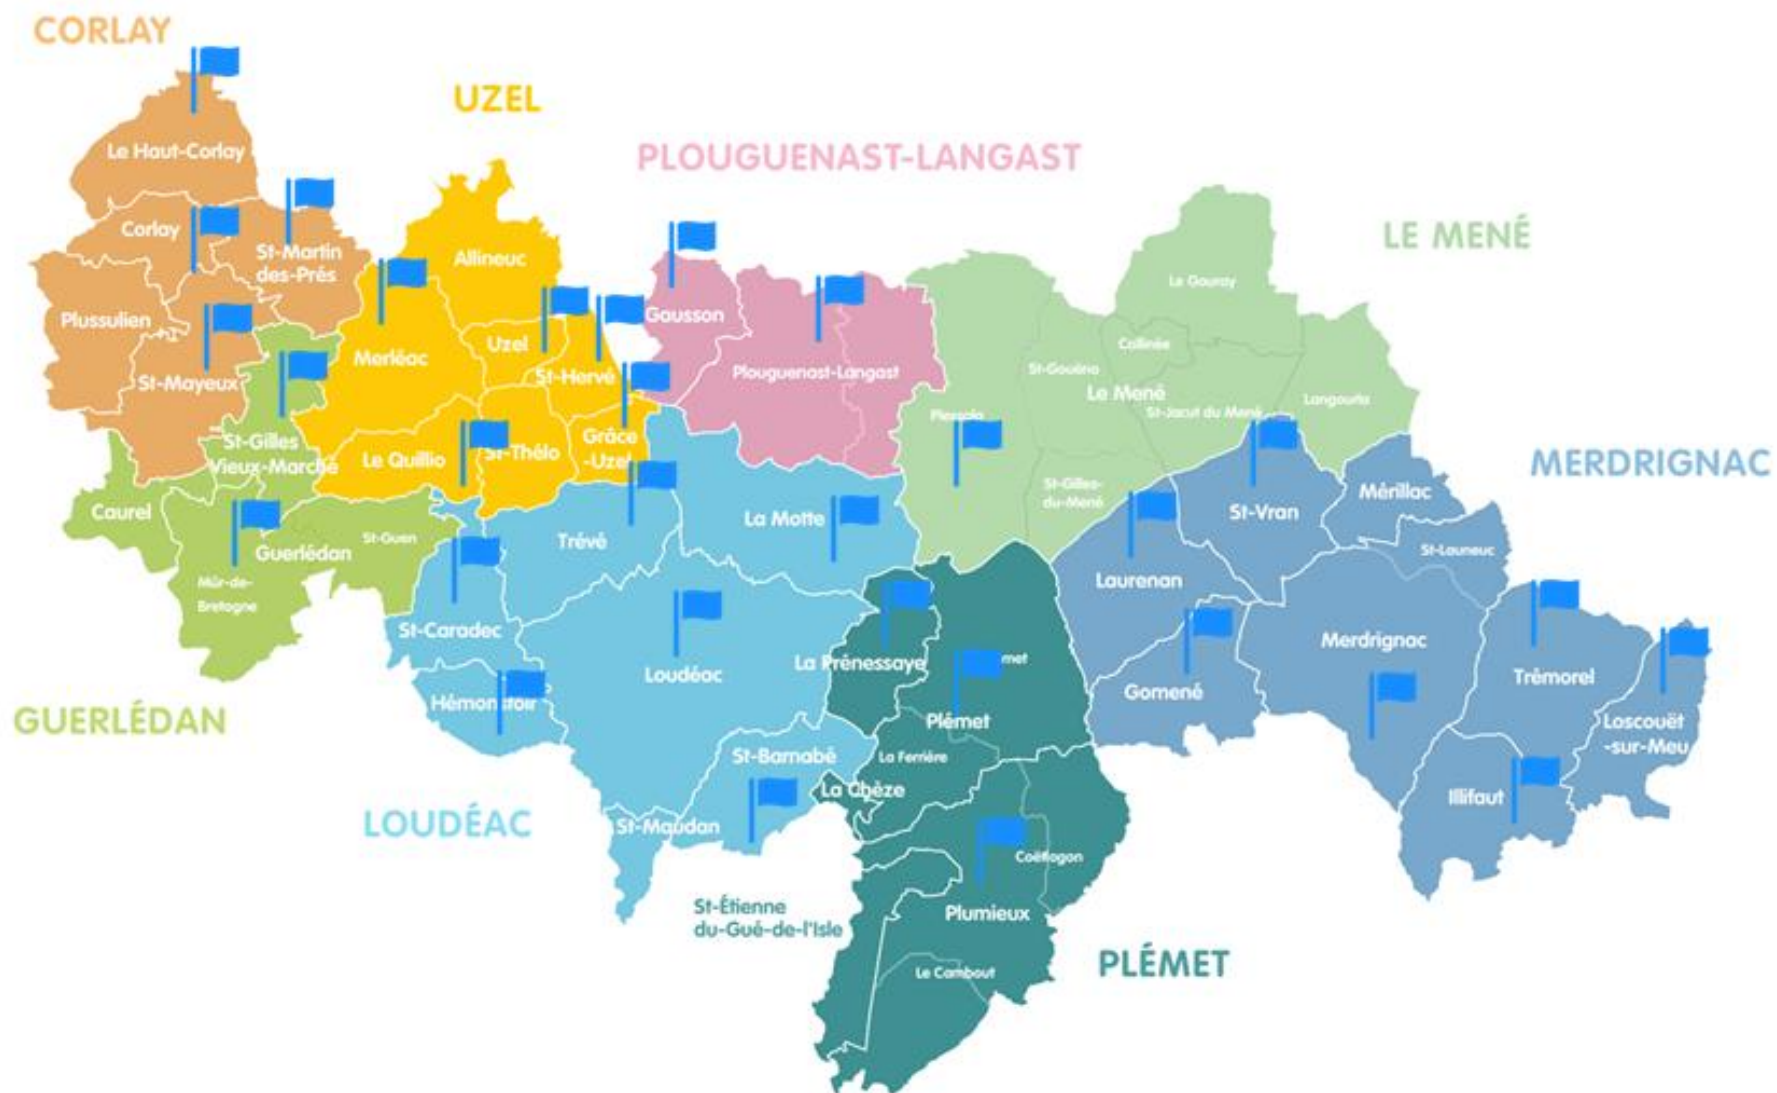 CORLAY
UZEL
PLOUGUENAST-LANGAST
LE MENÉ
MERDRIGNAC
GUERLÉDAN
LOUDÉAC
PLÉMET
Le Haut-Corlay
Corlay
St-Martin
des-Prés
Plussulien
St-Mayeux
Allineuc
Merléac
Uzel
St-Hervé
Le Quillio
St-Thélo
Grâce
-Uzel
Gausson
Plouguenast-Langast
Le Gouray
Collinée
Le Mené
St-Jacut du Mené
Langourla
St-Gilles-
du-Mené
St-Gilles
Vieux-Marché
Caurel
Guerlédan
St-Guen
Mûr-de-
Bretagne
Trévé
La Motte
St-Caradec
Loudéac
Hémonstoir
St-Barnabé
St-Maudan
La Prénessaye
Plémet
La Ferrière
La Chèze
Coëtlogon
St-Étienne
du-Gué-de-l'Isle
Plumieux
Le Cambout
St-Vran
Mérillac
St-Launeuc
Laurenan
Merdrignac
Gomené
Trémorel
Loscouët
-sur-Meu
Illifaut